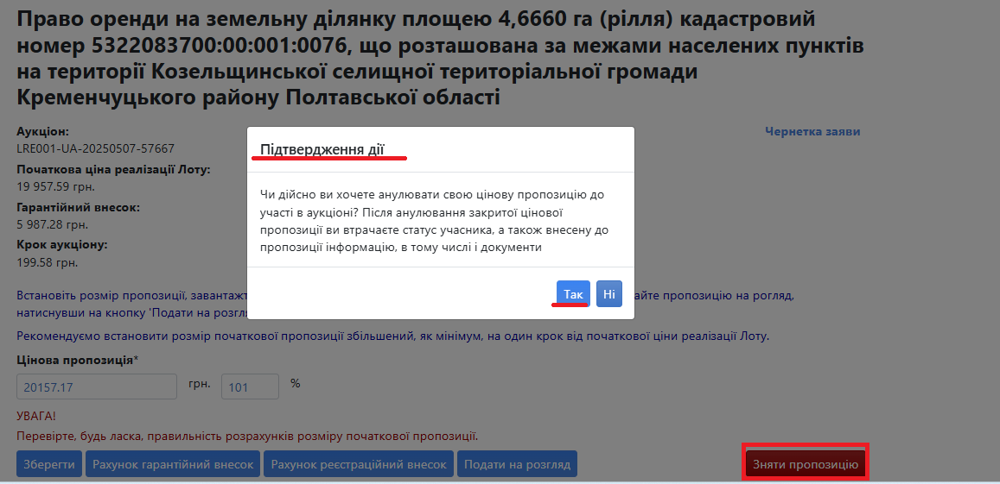 Право оренди на земельну ділянку площею 4,6660 га (рілля) кадастровий
номер 5322083700:00:001:0076, що розташована за межами населених пунктів
на території Козельщинської селищної територіальної громади
Кременчуцького району Полтавської області
Аукціон:
Чернетка заяви
LRE001-UA-20250507-57667
Початкова ціна реалізації Лоту:
19 957.59 грн.
Гарантійний внесок:
5 987.28 грн.
Крок аукціону:
199.58 грн.
Підтвердження дії
Чи дійсно ви хочете анулювати свою цінову пропозицію до
участі в аукціоні? Після анулювання закритої цінової
пропозиції ви втрачаєте статус учасника, а також внесену до
пропозиції інформацію, в тому числі і документи
Так Ні
Встановіть розмір пропозиції, завантажт айте пропозицію на рогляд,
натиснувши на кнопку 'Подати на розгл
Рекомендуємо встановити розмір початкової пропозиції збільшений, як мінімум, на один крок від початкової ціни реалізації Лоту.
Цінова пропозиція*
20157.17 грн. 101 %
УВАГА!
Перевірте, будь ласка, правильність розрахунків розміру початкової пропозиції.
Зберегти Рахунок гарантійний внесок Рахунок реєстраційний внесок Подати на розгляд Зняти пропозицію